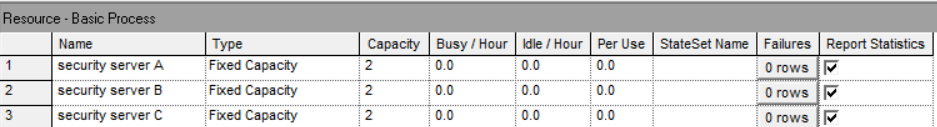 Resource - Basic Process
Name Type Capacity Busy / Hour Idle / Hour Per Use StateSet Name Failures Report Statistics
1 security server A Fixed Capacity 2 0.0 0.0 0.0 0 rows
2 security server B Fixed Capacity 2 0.0 0.0 0.0 0 rows
3 security server C Fixed Capacity 2 0.0 0.0 0.0 0 rows